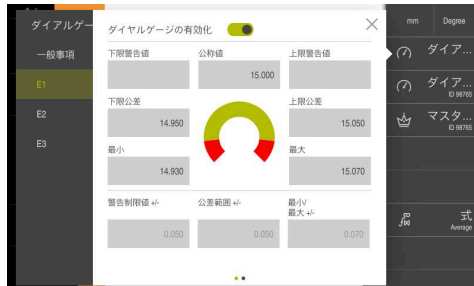 ダイアルゲー
一般事項
E1
E2
E3
ダイヤルゲージの有効化
下限警告値
公称値
上限警告値
15.000
下限公差
上限公差
14.950
15.050
最小
最大
14.930
15.070
警告制限値 +/-
公差範囲 +/-
最小/
最大 +/-
0.050
0.050
0.070
mm
Degree
ダイア...
ダイア...
ID 98765
マスタ...
ID 98765
式
Average